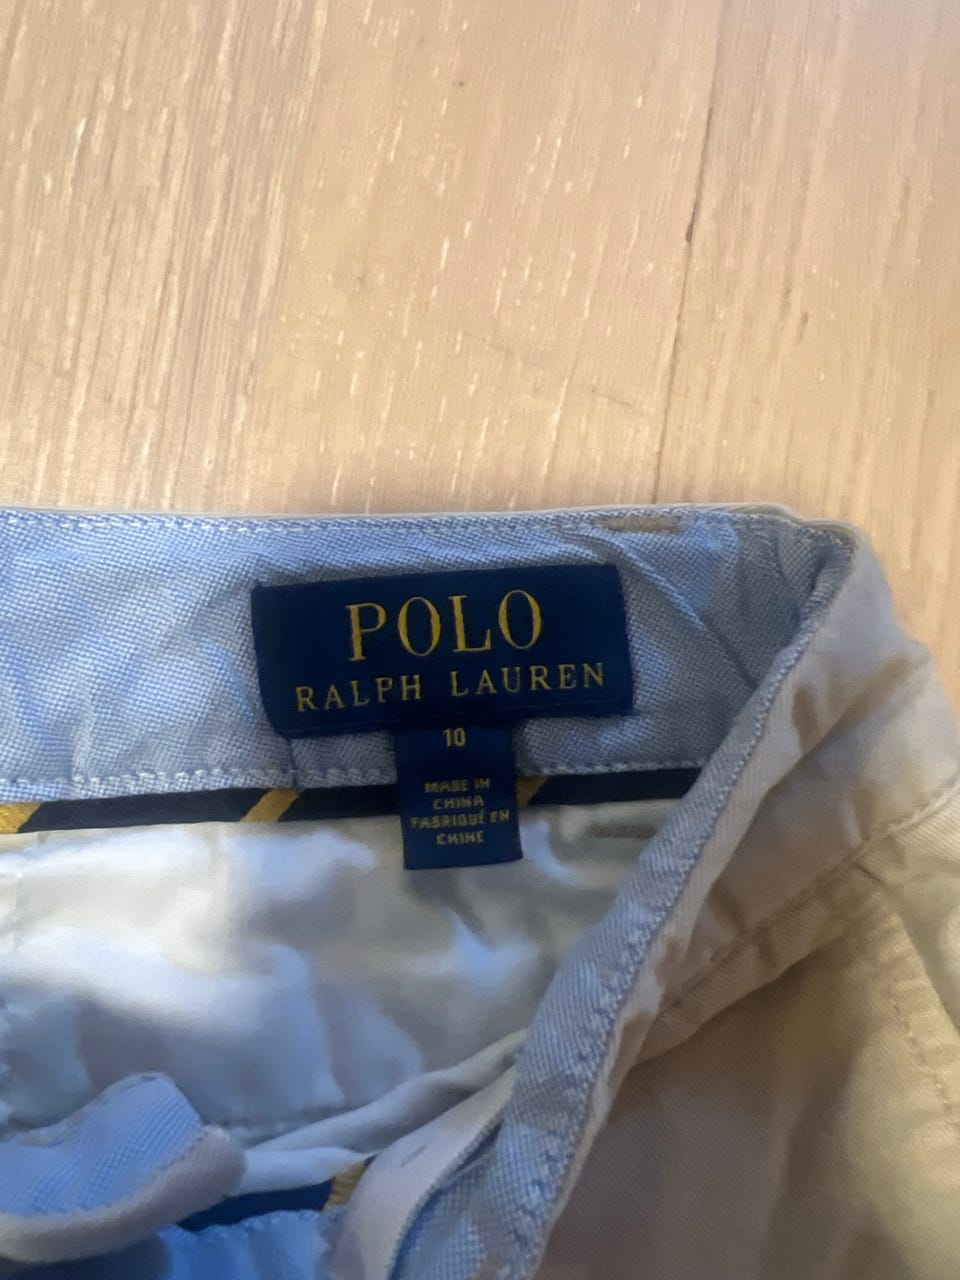 POLO
RALPH LAUREN
10
MADE IN
CHINA
FABRIQUÉ EN
CHINE